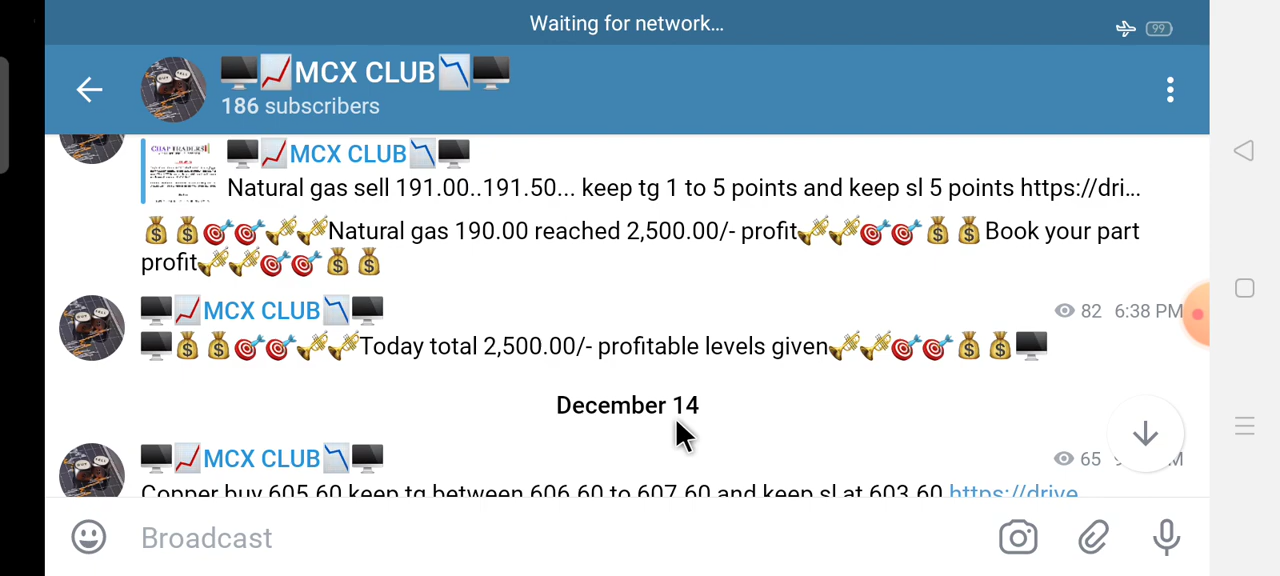 Waiting for network...
99
🖥️📈MCX CLUB📉🖥️
186 subscribers
CHAP TRADERS
🖥️📈MCX CLUB📉🖥️
Natural gas sell 191.00..191.50... keep tg 1 to 5 points and keep sl 5 points https://dri...
💰💰🎯🎯🎺🎺Natural gas 190.00 reached 2,500.00/- profit🎺🎺🎯🎯💰💰Book your part
profit🎺🎺🎯🎯💰💰
🖥️📈MCX CLUB📉🖥️ 82 6:38 PM
🖥️💰💰🎯🎯🎺🎺Today total 2,500.00/- profitable levels given🎺🎺🎯🎯💰💰🖥️
December 14
🖥️📈MCX CLUB📉🖥️ 65
Copper buy 605.60 keep tg between 606.60 to 607.60 and keep sl at 603.60 https://drive.
Broadcast